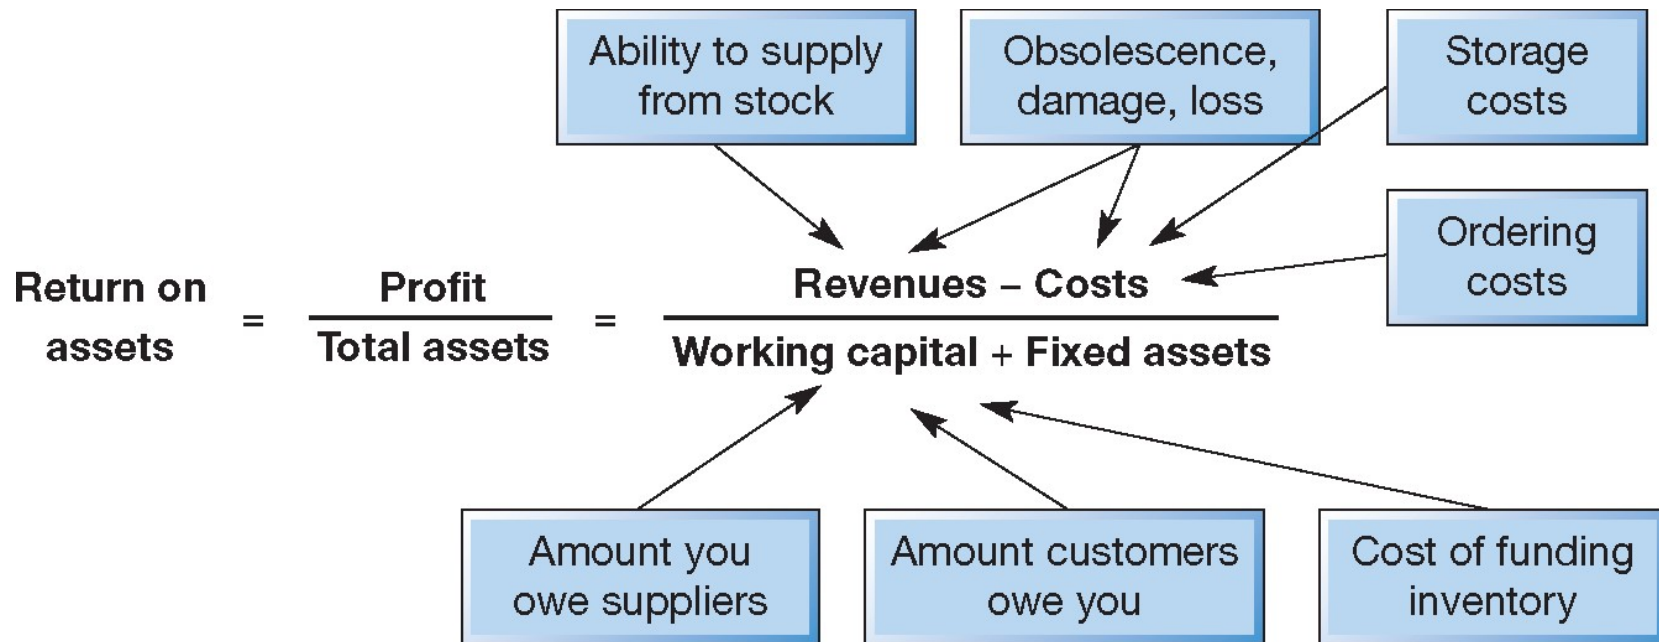 Ability to supply
from stock
Obsolescence,
damage, loss
Storage
costs
Ordering
costs
Return on
assets
=
Profit
Total assets
=
Revenues – Costs
Working capital + Fixed assets
Amount you
owe suppliers
Amount customers
owe you
Cost of funding
inventory